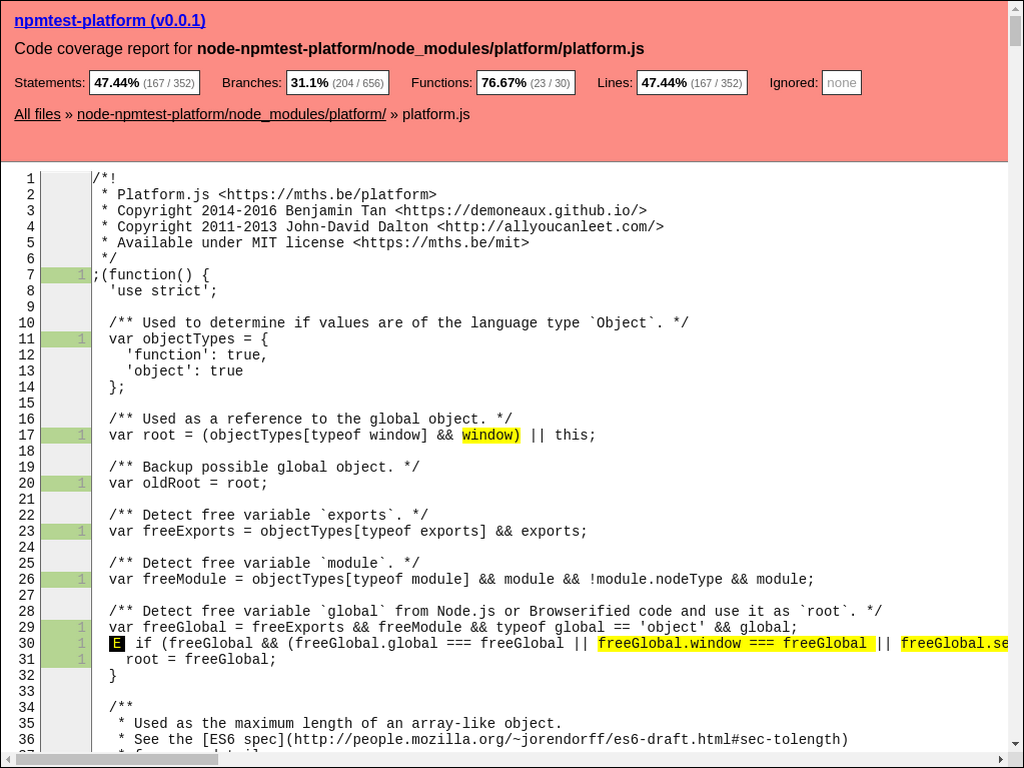 npmtest-platform (v0.0.1)
Code coverage report for node-npmtest-platform/node_modules/platform/platform.js
Statements: 47.44% (167 / 352) Branches: 31.1% (204 / 656) Functions: 76.67% (23 / 30) Lines: 47.44% (167 / 352) Ignored: none
All files » node-npmtest-platform/node_modules/platform/ » platform.js
1 /*!
2  * Platform.js <https://mths.be/platform>
3  * Copyright 2014-2016 Benjamin Tan <https://demoneaux.github.io/>
4  * Copyright 2011-2013 John-David Dalton <http://allyoucanleet.com/>
5  * Available under MIT license <https://mths.be/mit>
6  */
7 1 ;(function() {
8   'use strict';
9
10   /** Used to determine if values are of the language type `Object`. */
11 1   var objectTypes = {
12     'function': true,
13     'object': true
14   };
15
16   /** Used as a reference to the global object. */
17 1   var root = (objectTypes[typeof window] && window) || this;
18
19   /** Backup possible global object. */
20 1   var oldRoot = root;
21
22   /** Detect free variable `exports`. */
23 1   var freeExports = objectTypes[typeof exports] && exports;
24
25   /** Detect free variable `module`. */
26 1   var freeModule = objectTypes[typeof module] && module && !module.nodeType && module;
27
28   /** Detect free variable `global` from Node.js or Browserified code and use it as `root`. */
29 1   var freeGlobal = freeExports && freeModule && typeof global == 'object' && global;
30 1   E if (freeGlobal && (freeGlobal.global === freeGlobal || freeGlobal.window === freeGlobal || freeGlobal.se
31 1     root = freeGlobal;
32   }
33
34   /**
35    * Used as the maximum length of an array-like object.
36    * See the [ES6 spec](http://people.mozilla.org/~jorendorff/es6-draft.html#sec-tolength)